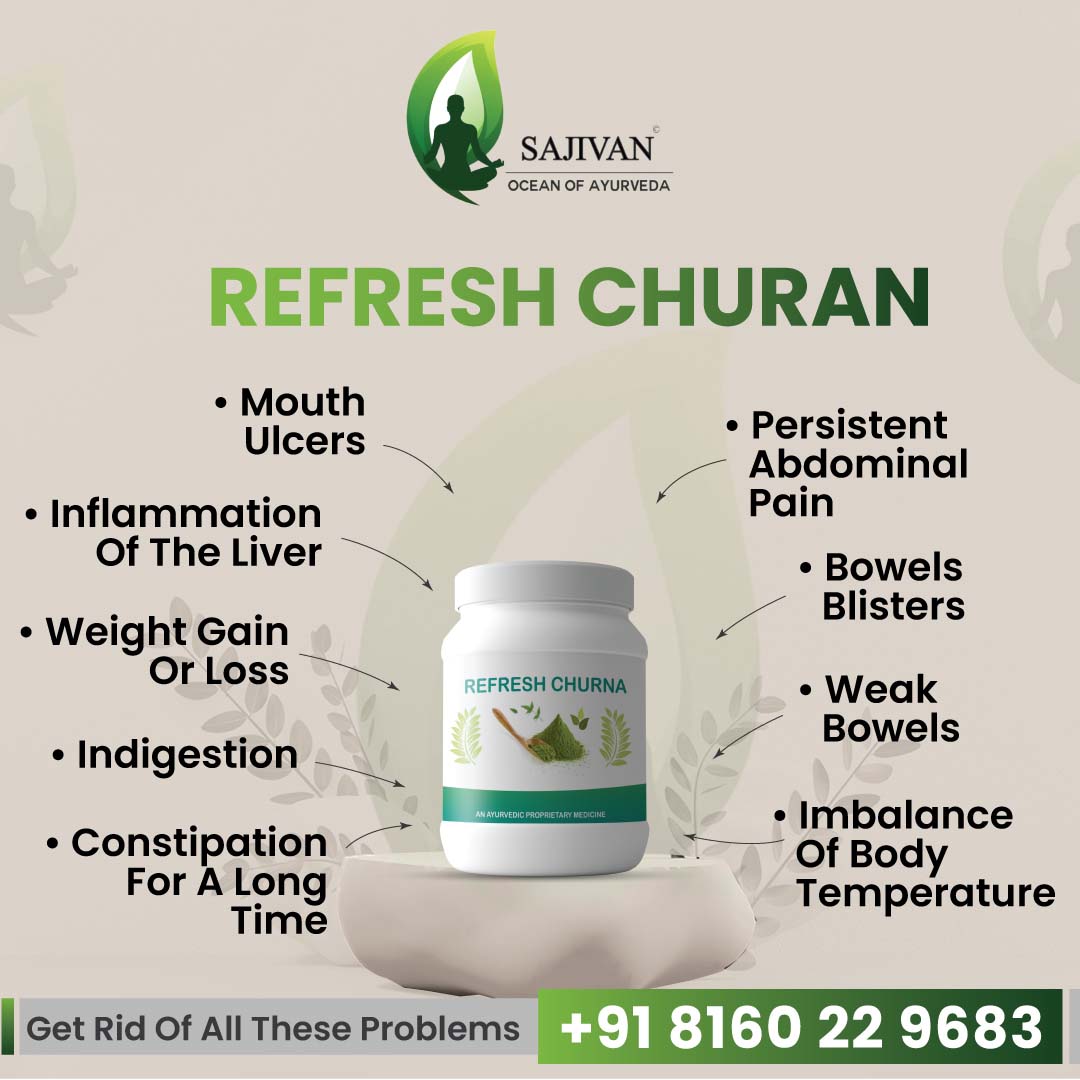 SAJIVAN©
OCEAN OF AYURVEDA
REFRESH CHURAN
• Mouth
Ulcers
• Inflammation
Of The Liver
• Weight Gain
Or Loss
• Indigestion
• Constipation
For A Long
Time
• Persistent
Abdominal
Pain
• Bowels
Blisters
• Weak
Bowels
• Imbalance
Of Body
Temperature
REFRESH CHURNA
AN AYURVEDIC PROPRIETARY MEDICINE
Get Rid Of All These Problems
+91 8160 22 9683